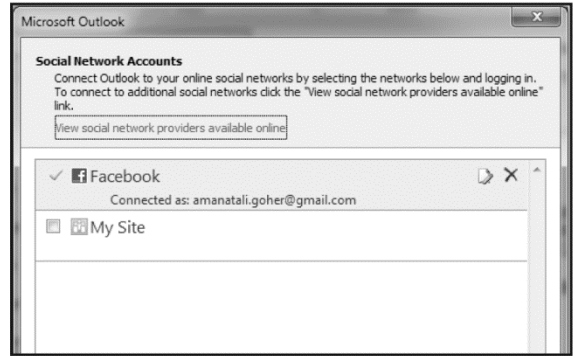 Microsoft Outlook
Social Network Accounts
Connect Outlook to your online social networks by selecting the networks below and logging in.
To connect to additional social networks click the "View social network providers available online"
link.
View social network providers available online
Facebook
Connected as: amanatali.goher@gmail.com
My Site